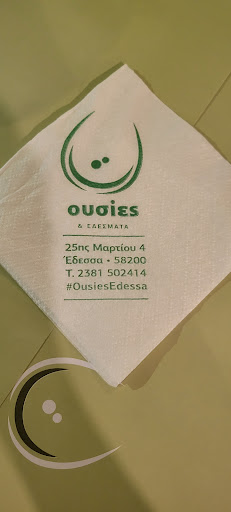 ουσίες
& ΕΔΕΣΜΑΤΑ
25ης Μαρτίου 4
Έδεσσα • 58200
Τ. 2381 502414
#OusiesEdessa